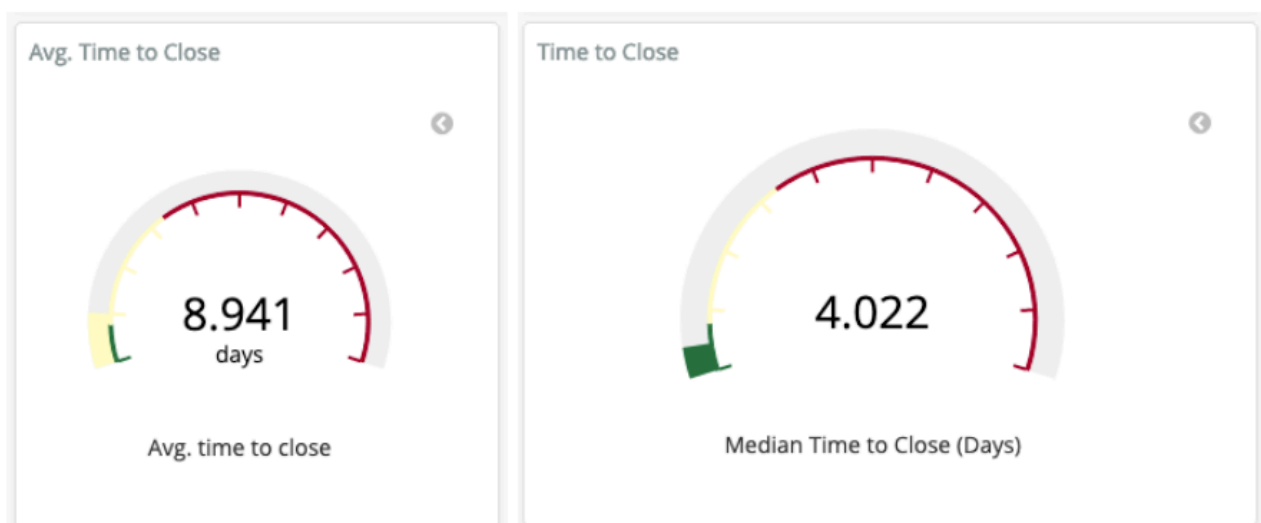 Avg. Time to Close
8.941
days
Avg. time to close
Time to Close
4.022
Median Time to Close (Days)